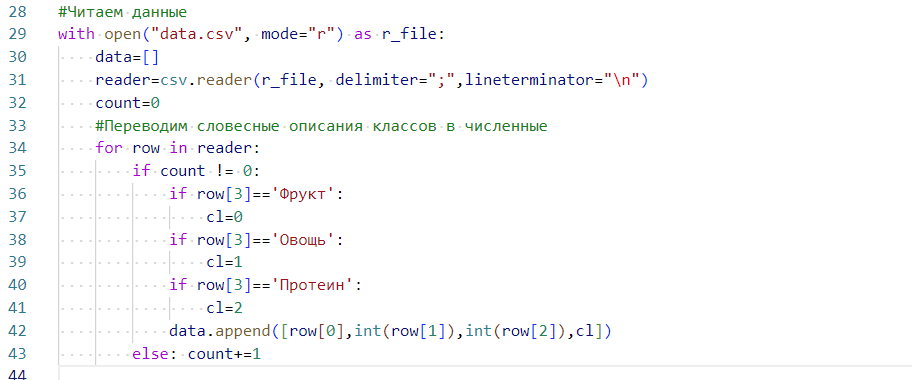 28 #Читаем данные
29 with open("data.csv", mode="r") as r_file:
30     data=[]
31     reader=csv.reader(r_file, delimiter=";",lineterminator="\n")
32     count=0
33     #Переводим словесные описания классов в численные
34     for row in reader:
35         if count != 0:
36             if row[3]=='Фрукт':
37                 cl=0
38             if row[3]=='Овощь':
39                 cl=1
40             if row[3]=='Протеин':
41                 cl=2
42             data.append([row[0],int(row[1]),int(row[2]),cl])
43         else: count+=1
44